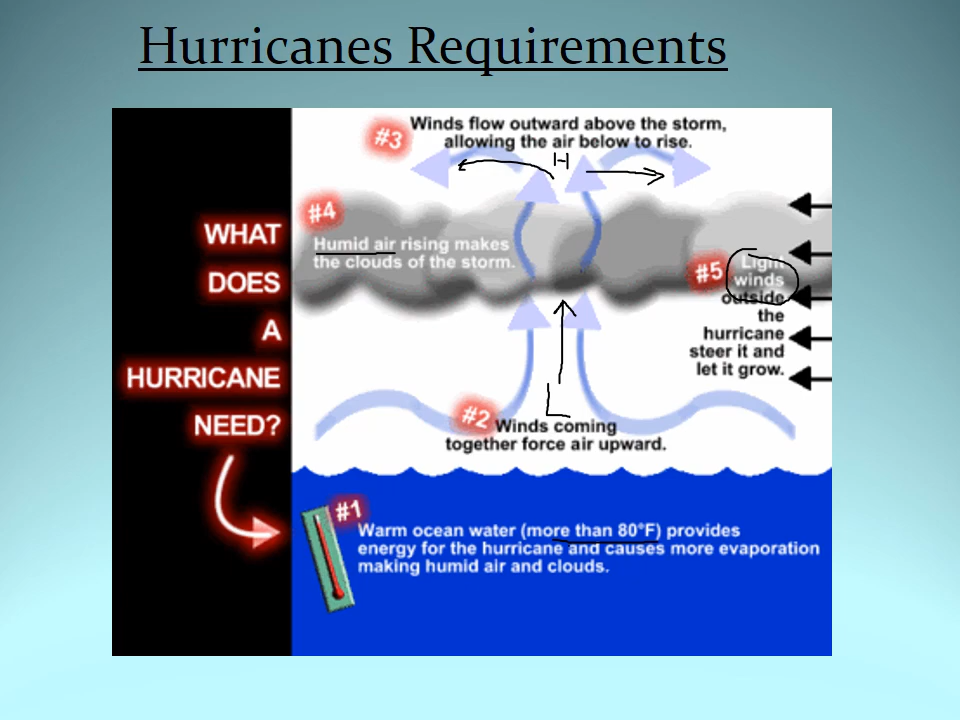 Hurricanes Requirements
WHAT
DOES
A
HURRICANE
NEED?
#3
Winds flow outward above the storm,
allowing the air below to rise.
H
#4
Humid air rising makes
the clouds of the storm.
#5
Light
winds
outside
the
hurricane
steer it and
let it grow.
L
#2
Winds coming
together force air upward.
#1
Warm ocean water (more than 80°F) provides
energy for the hurricane and causes more evaporation
making humid air and clouds.